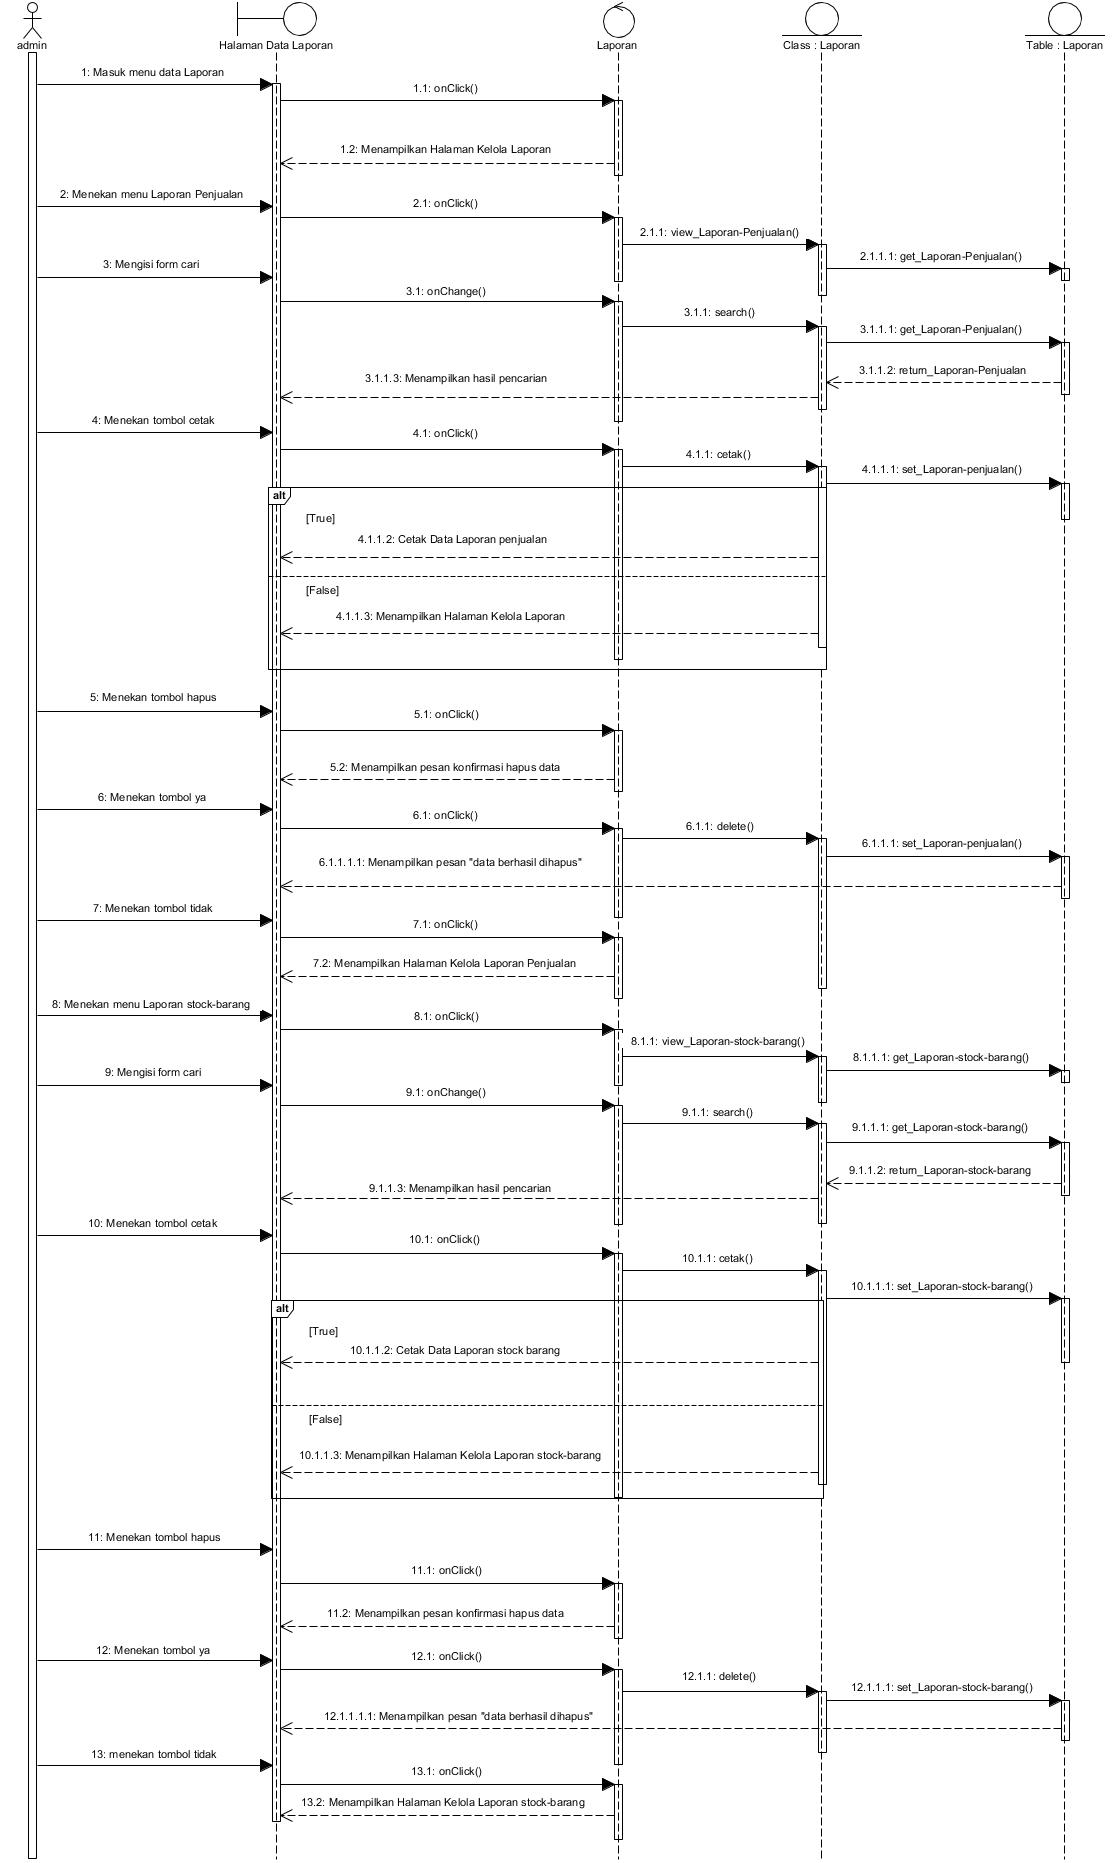 admin
Halaman Data Laporan
Laporan
Class : Laporan
Table : Laporan
1: Masuk menu data Laporan
1.1: onClick()
1.2: Menampilkan Halaman Kelola Laporan
2: Menekan menu Laporan Penjualan
2.1: onClick()
2.1.1: view_Laporan-Penjualan()
2.1.1.1: get_Laporan-Penjualan()
3: Mengisi form cari
3.1: onChange()
3.1.1: search()
3.1.1.1: get_Laporan-Penjualan()
3.1.1.2: return_Laporan-Penjualan
3.1.1.3: Menampilkan hasil pencarian
4: Menekan tombol cetak
4.1: onClick()
4.1.1: cetak()
4.1.1.1: set_Laporan-penjualan()
alt
[True]
4.1.1.2: Cetak Data Laporan penjualan
[False]
4.1.1.3: Menampilkan Halaman Kelola Laporan
5: Menekan tombol hapus
5.1: onClick()
5.2: Menampilkan pesan konfirmasi hapus data
6: Menekan tombol ya
6.1: onClick()
6.1.1: delete()
6.1.1.1: set_Laporan-penjualan()
6.1.1.1.1: Menampilkan pesan "data berhasil dihapus"
7: Menekan tombol tidak
7.1: onClick()
7.2: Menampilkan Halaman Kelola Laporan Penjualan
8: Menekan menu Laporan stock-barang
8.1: onClick()
8.1.1: view_Laporan-stock-barang()
8.1.1.1: get_Laporan-stock-barang()
9: Mengisi form cari
9.1: onChange()
9.1.1: search()
9.1.1.1: get_Laporan-stock-barang()
9.1.1.2: return_Laporan-stock-barang
9.1.1.3: Menampilkan hasil pencarian
10: Menekan tombol cetak
10.1: onClick()
10.1.1: cetak()
10.1.1.1: set_Laporan-stock-barang()
alt
[True]
10.1.1.2: Cetak Data Laporan stock barang
[False]
10.1.1.3: Menampilkan Halaman Kelola Laporan stock-barang
11: Menekan tombol hapus
11.1: onClick()
11.2: Menampilkan pesan konfirmasi hapus data
12: Menekan tombol ya
12.1: onClick()
12.1.1: delete()
12.1.1.1: set_Laporan-stock-barang()
12.1.1.1.1: Menampilkan pesan "data berhasil dihapus"
13: menekan tombol tidak
13.1: onClick()
13.2: Menampilkan Halaman Kelola Laporan stock-barang